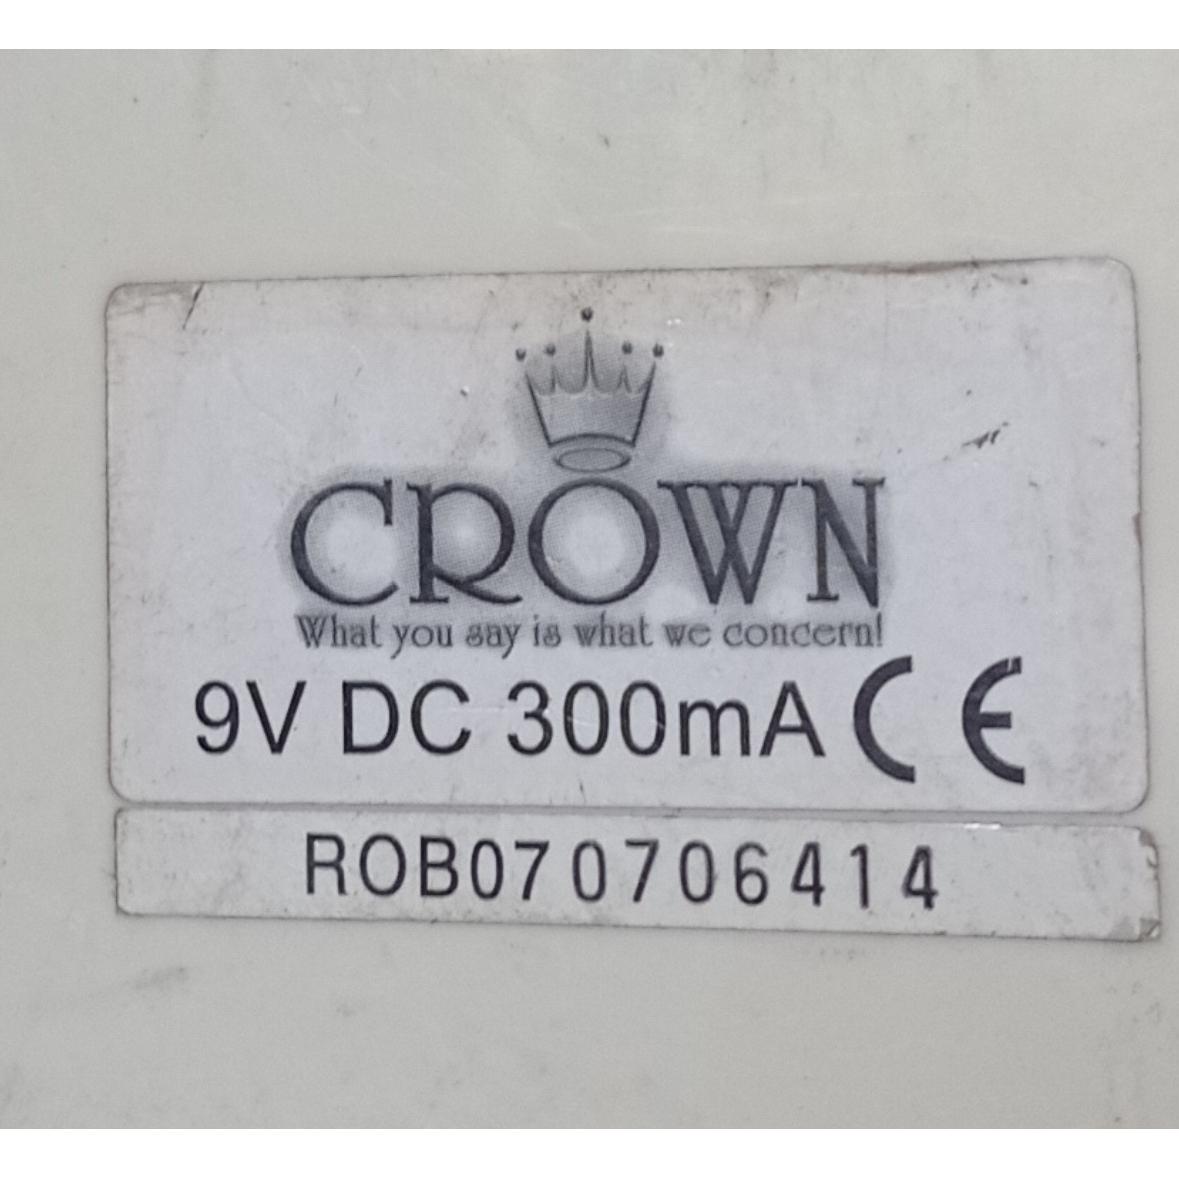 CROWN
What you say is what we concern!
9V DC 300mA CE
ROB070706414